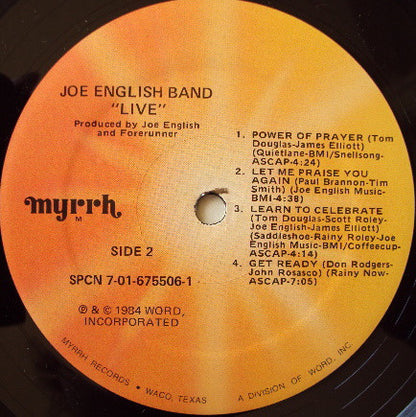 JOE ENGLISH BAND
"LIVE"
Produced by Joe English
and Forerunner
myrrh
M
SIDE 2
SPCN 7-01-675506-1
℗ & © 1984 WORD,
INCORPORATED
1. POWER OF PRAYER (Tom
Douglas-James Elliott)
(Quietlane-BMI/Snellsong-
ASCAP-4:24)
2. LET ME PRAISE YOU
AGAIN (Paul Brannon-Tim
Smith) (Joe English Music-
BMI-4:38)
3. LEARN TO CELEBRATE
(Tom Douglas-Scott Roley-
Joe English-James Elliott)
(Saddleshoe-Rainy Roley-Joe
English Music-BMI/Coffeecup-
ASCAP-4:14)
4. GET READY (Don Rodgers-
John Rosasco) (Rainy Now-
ASCAP-7:05)
MYRRH RECORDS • WACO, TEXAS A DIVISION OF WORD, INC